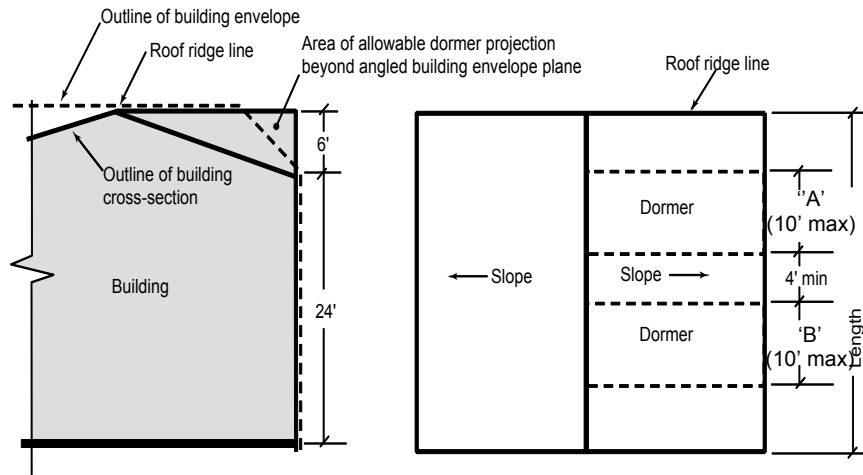 Outline of building envelope
Roof ridge line
Area of allowable dormer projection
beyond angled building envelope plane
6'
Outline of building
cross-section
Building
24'
Roof ridge line
Dormer
‘'A’
(10’ max)
Slope
Slope
4' min
Dormer
‘B’
(10’ max)
Length